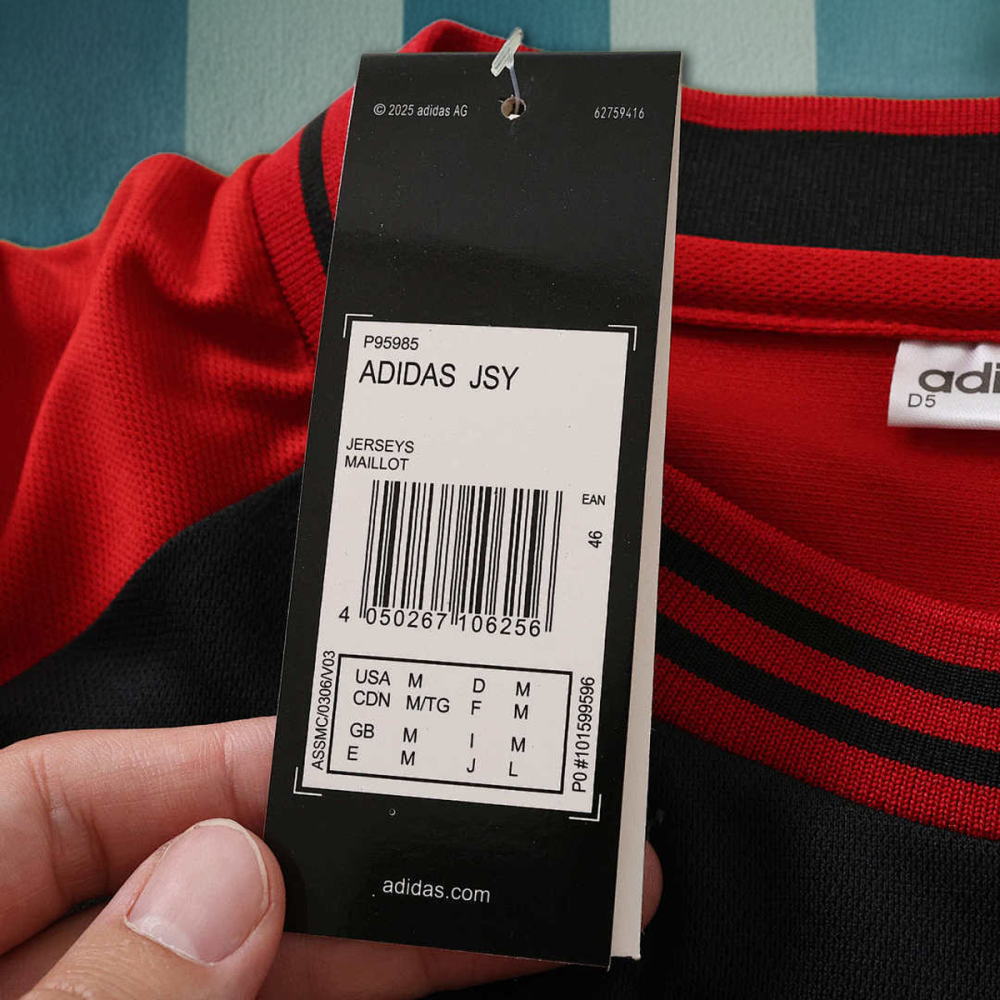 © 2025 adidas AG
62759416
P95985
ADIDAS JSY
JERSEYS
MAILLOT
EAN
46
4 050267 106256
ASSMC/0306/V03
USA M D M
CDN M/TG F M
GB M I M
E M J L
PO#101599596
adidas.com
adi
D5